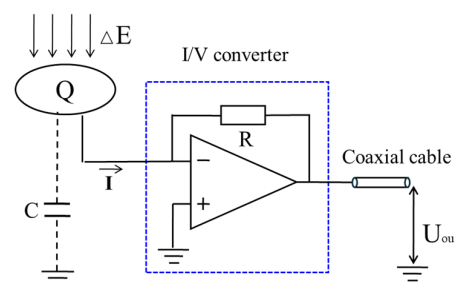 △E
I/V converter
Q
R
Coaxial cable
−
I
+
C
U_ou